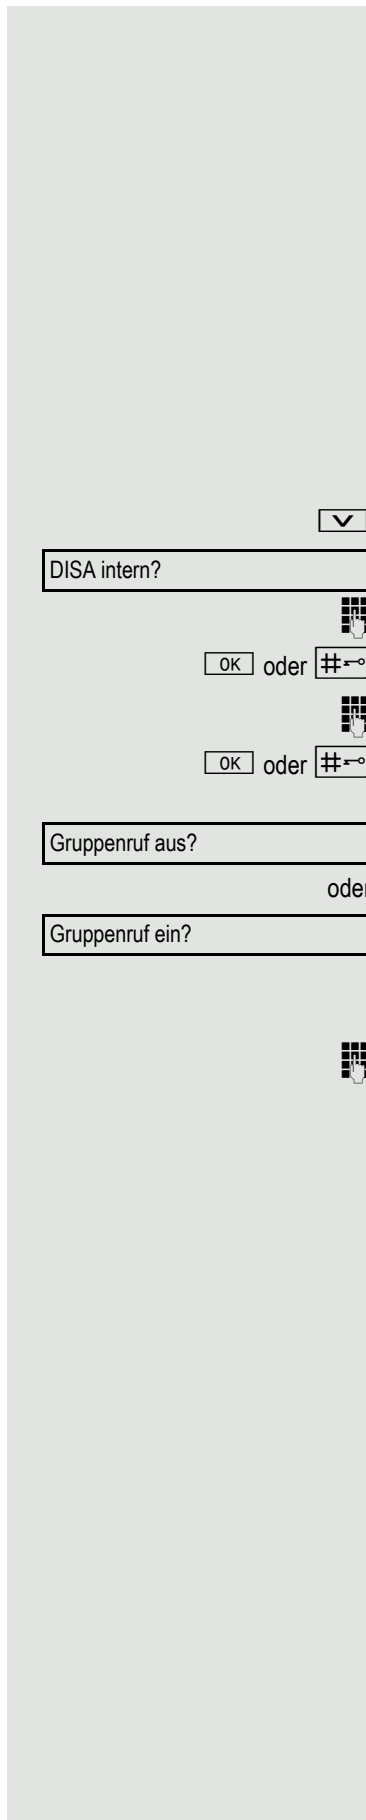 DISA intern?
OK oder #
OK oder #
Gruppenruf aus?
oder
Gruppenruf ein?